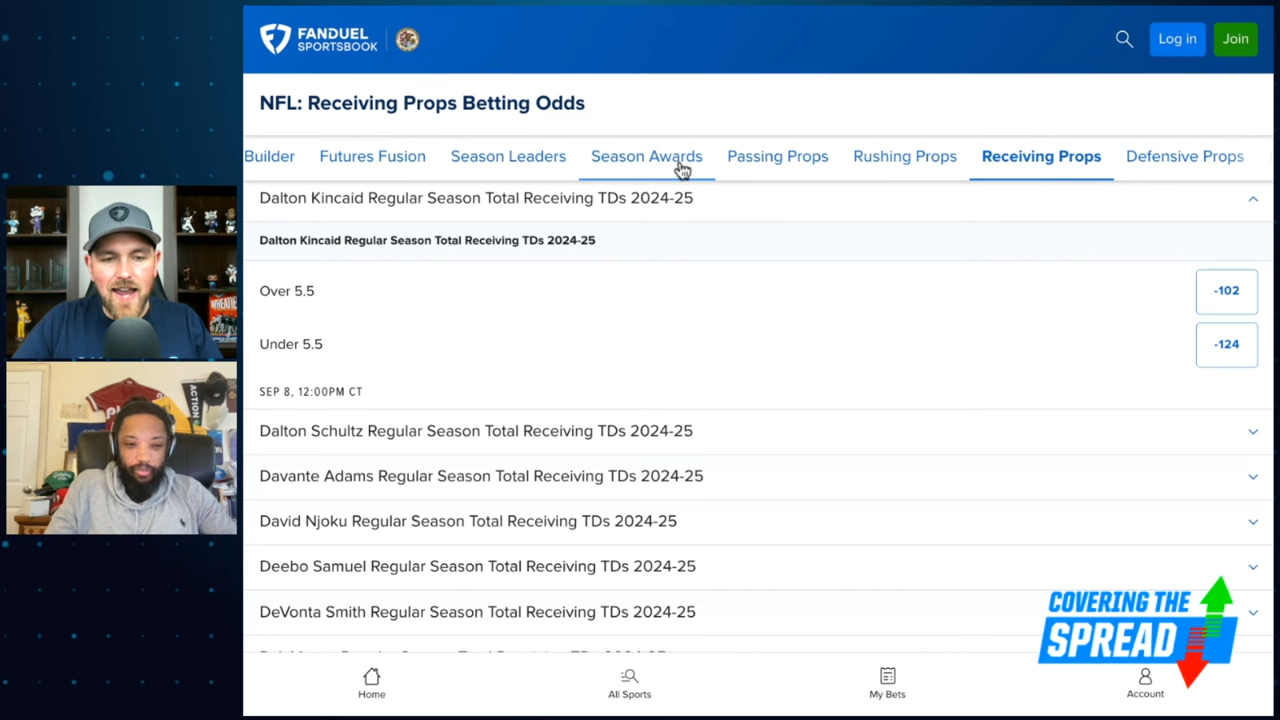 FANDUEL
SPORTSBOOK
Log in
Join
NFL: Receiving Props Betting Odds
Builder
Futures Fusion
Season Leaders
Season Awards
Passing Props
Rushing Props
Receiving Props
Defensive Props
Dalton Kincaid Regular Season Total Receiving TDs 2024-25
Dalton Kincaid Regular Season Total Receiving TDs 2024-25
Over 5.5
-102
Under 5.5
-124
SEP 8, 12:00PM CT
Dalton Schultz Regular Season Total Receiving TDs 2024-25
Davante Adams Regular Season Total Receiving TDs 2024-25
David Njoku Regular Season Total Receiving TDs 2024-25
Deebo Samuel Regular Season Total Receiving TDs 2024-25
DeVonta Smith Regular Season Total Receiving TDs 2024-25
COVERING THE
SPREAD
Home
All Sports
My Bets
Account
WHEATIES
ACTION